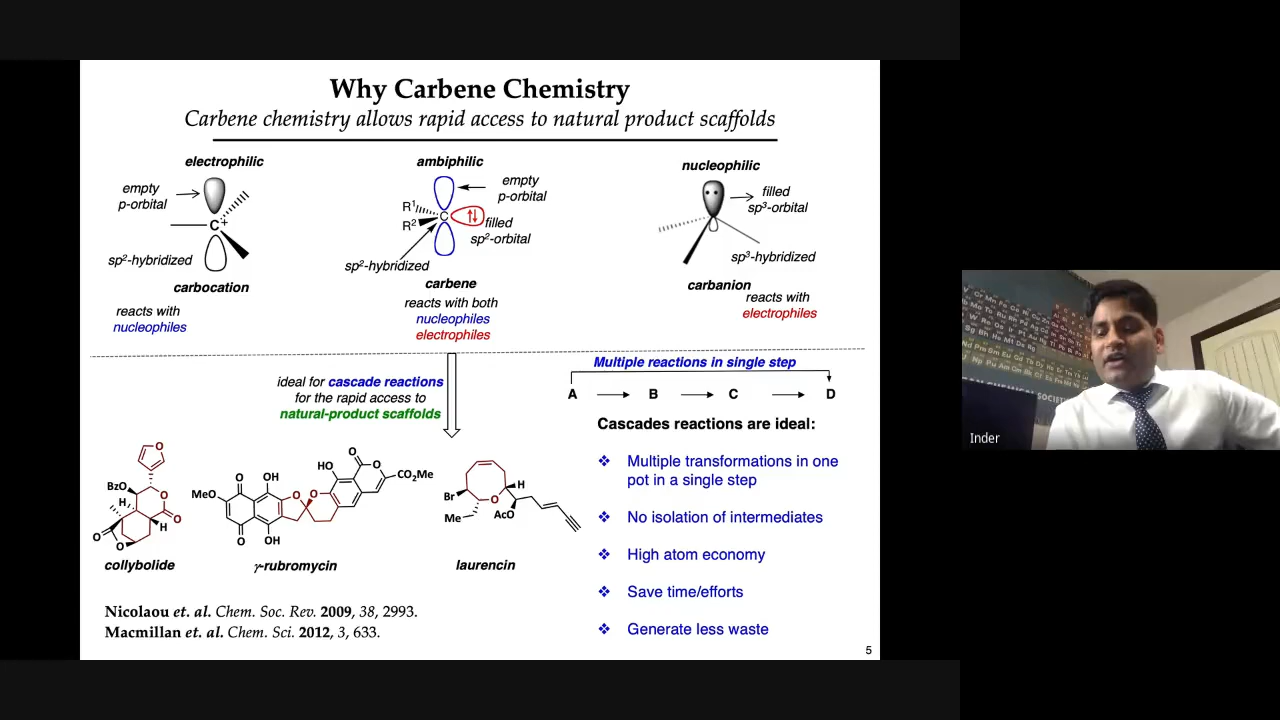 Why Carbene Chemistry
Carbene chemistry allows rapid access to natural product scaffolds
electrophilic
empty
p-orbital
C
+
sp2-hybridized
carbocation
reacts with
nucleophiles
ambiphilic
empty
p-orbital
R1
R2
C
filled
sp2-orbital
sp2-hybridized
carbene
reacts with both
nucleophiles
electrophiles
nucleophilic
filled
sp3-orbital
sp3-hybridized
carbanion
reacts with
electrophiles
ideal for cascade reactions
for the rapid access to
natural-product scaffolds
Multiple reactions in single step
A B C D
Cascades reactions are ideal:
❖ Multiple transformations in one
pot in a single step
❖ No isolation of intermediates
❖ High atom economy
❖ Save time/efforts
❖ Generate less waste
O
BzO
H
O
O
H
O
O
collybolide
O
OH
MeO
O
OH
O
O
HO
O
O
CO2Me
γ-rubromycin
H
Br
O
Me
AcO
laurencin
Nicolaou et. al. Chem. Soc. Rev. 2009, 38, 2993.
Macmillan et. al. Chem. Sci. 2012, 3, 633.
5
Inder